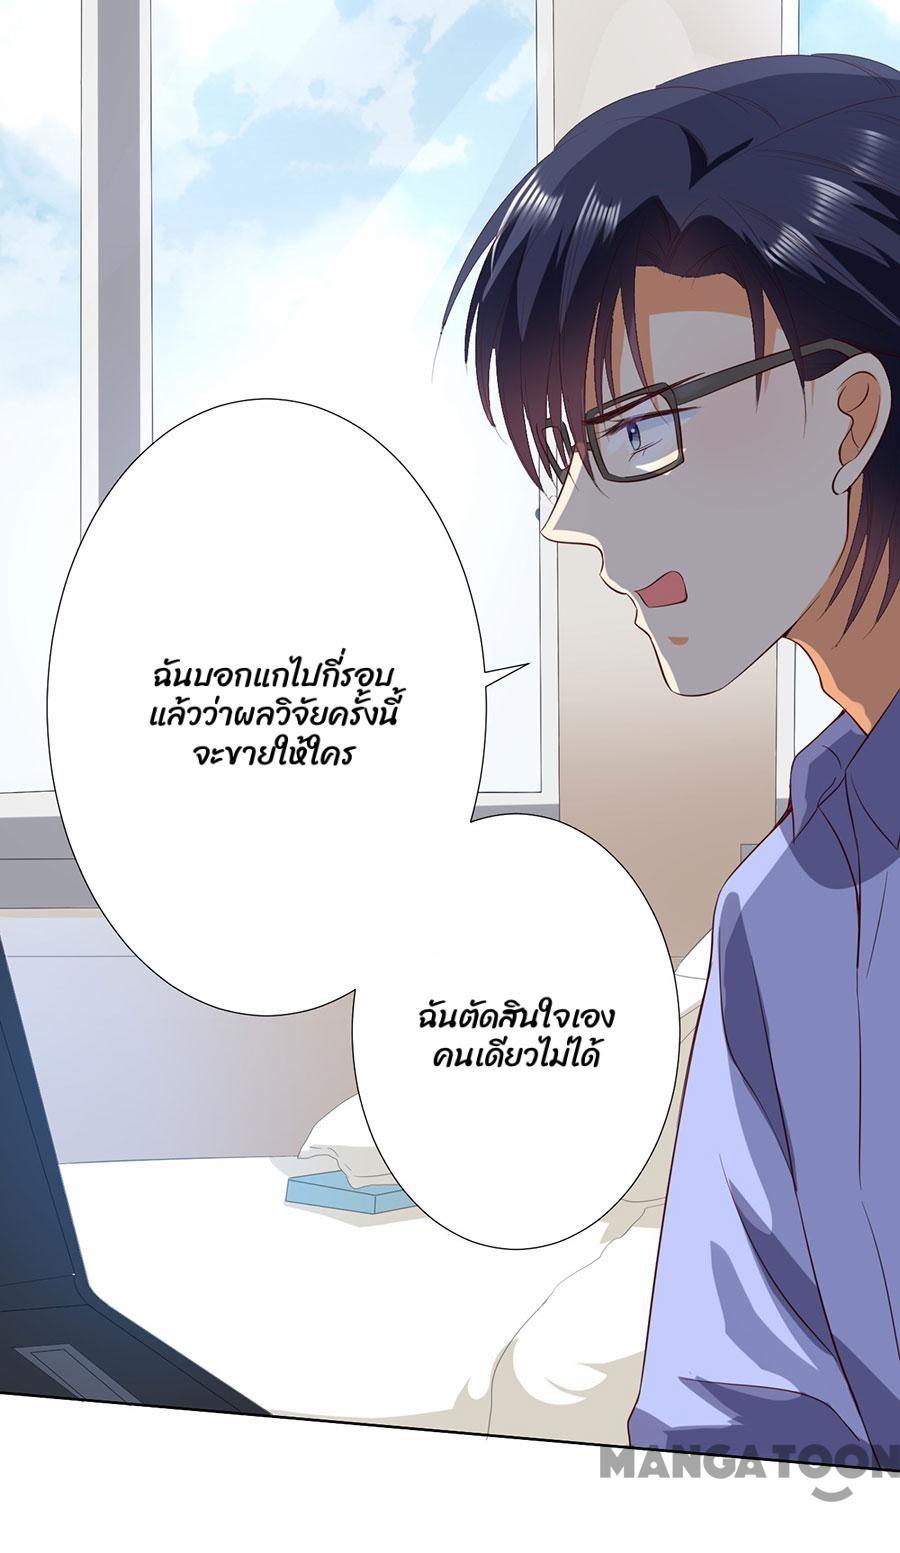 ฉันบอกแกไปกี่รอบ
แล้วว่าผลวิจัยครั้งนี้
จะขายให้ใคร
ฉันตัดสินใจเอง
คนเดียวไม่ได้
MANGATOON